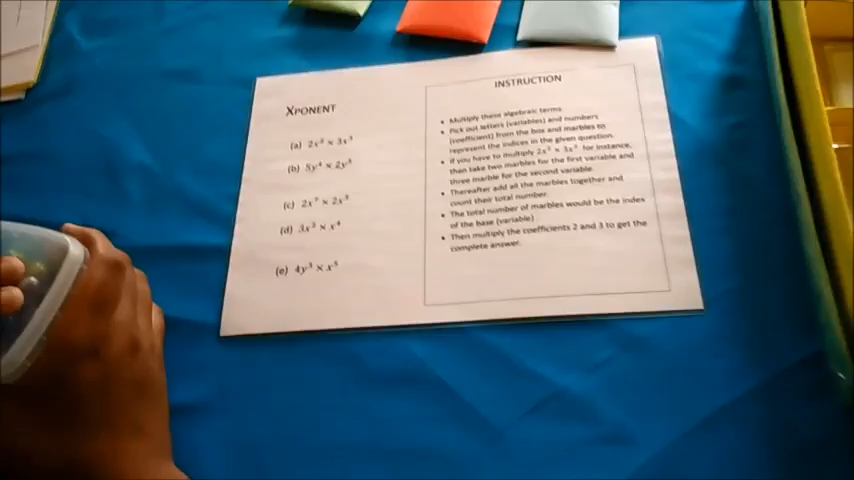 XPONENT
(a) 2x² × 3x³
(b) 5y⁴ × 2y³
(c) 2x⁷ × 2x³
(d) 3x² × x⁴
(e) 4y³ × x⁵
INSTRUCTION
• Multiply these algebraic terms.
• Pick out letters (variables) and numbers
(coefficient) from the box and marbles to
represent the indices in the given question.
• If you have to multiply 2x² × 3x³ for instance,
then take two marbles for the first variable and
three marble for the second variable.
• Thereafter add all the marbles together and
count their total number.
• The total number of marbles would be the index
of the base (variable)
• Then multiply the coefficients 2 and 3 to get the
complete answer.